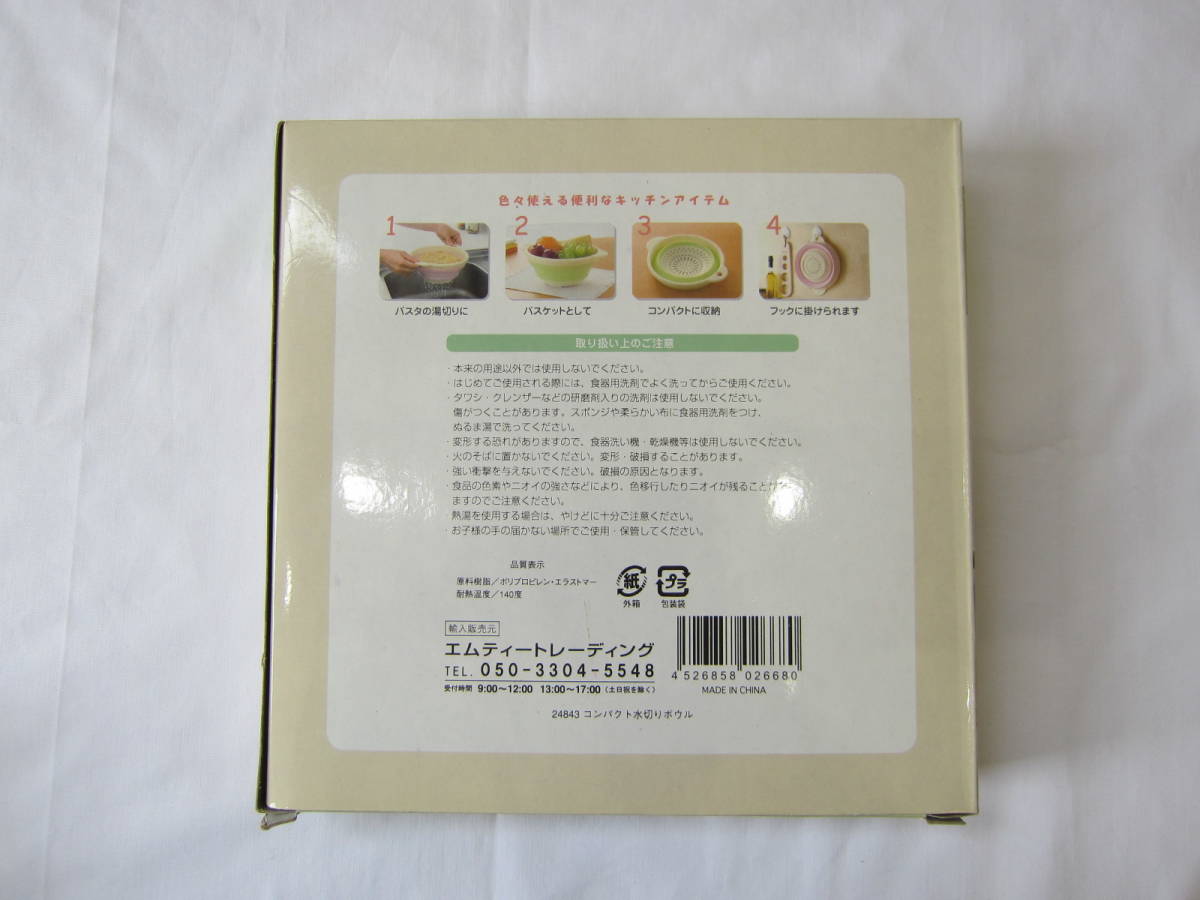 色々使える便利なキッチンアイテム
1 2 3 4
パスタの湯切りに バスケットとして コンパクトに収納 フックに掛けられます
取り扱い上のご注意
・本来の用途以外では使用しないでください。
・はじめてご使用される際には、食器用洗剤でよく洗ってからご使用ください。
・タワシ・クレンザーなどの研磨剤入りの洗剤は使用しないでください。
傷がつくことがあります。スポンジや柔らかい布に食器用洗剤をつけ、
ぬるま湯で洗ってください。
・変形する恐れがありますので、食器洗い機・乾燥機等は使用しないでください。
・火のそばに置かないでください。変形・破損することがあります。
・強い衝撃を与えないでください。破損の原因となります。
・食品の色素やニオイの強さなどにより、色移行したりニオイが残ること
ますのでご注意ください。
熱湯を使用する場合は、やけどに十分ご注意ください。
・お子様の手の届かない場所でご使用・保管してください。
品質表示
原料樹脂/ポリプロピレン・エラストマー
耐熱温度/140度
紙 プラ
外箱 包装袋
輸入販売元
エムティートレーディング
TEL. 050-3304-5548
受付時間 9:00〜12:00 13:00〜17:00 (土日祝を除く)
4 526858 026680
MADE IN CHINA
24843 コンパクト水切りボウル